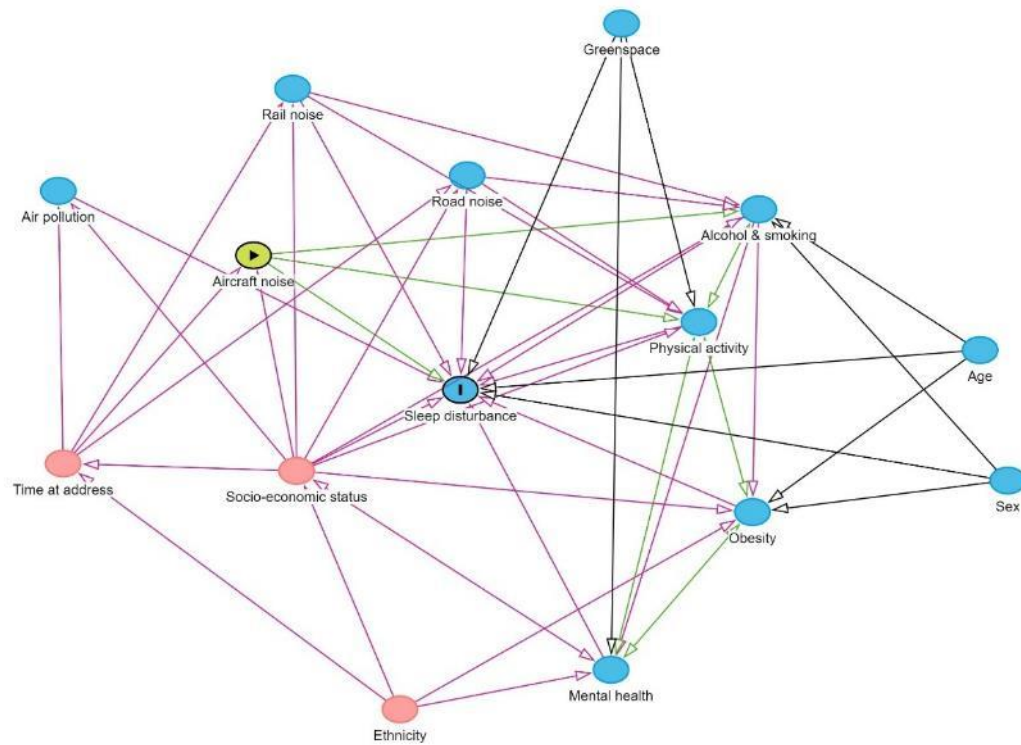 Greenspace
Rail noise
Road noise
Air pollution
Alcohol & smoking
Aircraft noise
Physical activity
Age
Sleep disturbance
Time at address
Socio-economic status
Sex
Obesity
Mental health
Ethnicity